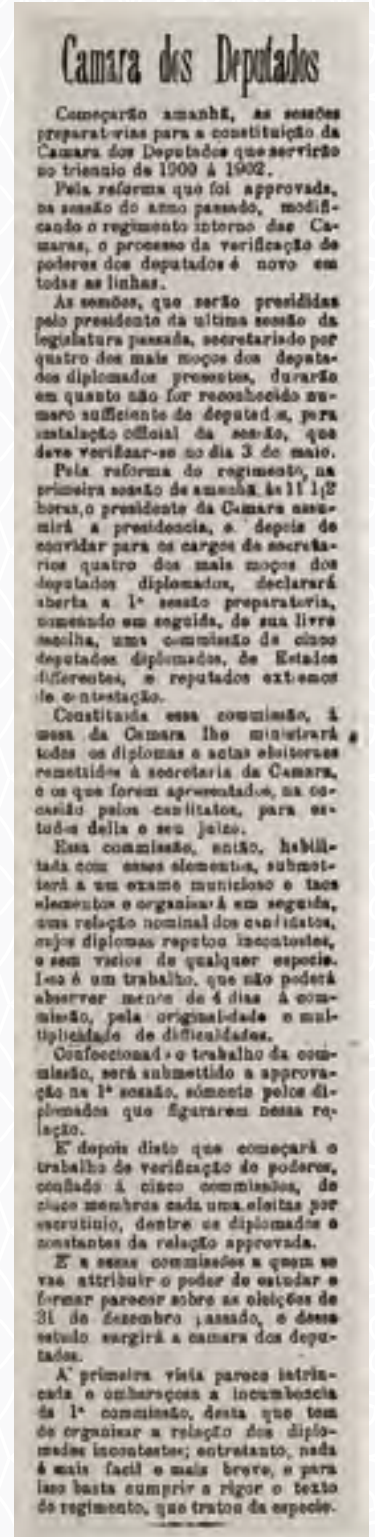 Camara dos Deputados
Começarão amanhã, as sessões
preparatorias para a constituição da
Camara dos Deputados que servirão
no triennio de 1900 á 1902.
Pela reforma que foi approvada,
na sessão do anno passado, modifi-
cando o regimento interno das Ca-
maras, o processo da verificação de
poderes dos deputados é novo em
todas as linhas.
As sessões, que serão presididas
pelo presidente da ultima sessão da
legislatura passada, secretariado por
quatro dos mais moços dos deputa-
dos diplomados presentes, durarão
em quanto não for reconhecido nu-
mero sufficiente de deputados, para
installação official da sessão, que
deve verificar-se no dia 3 de maio.
Pela reforma do regimento, na
primeira sessão de amanhã, ás 11 1/2
horas, o presidente da Camara assu-
mirá a presidencia, e depois de
convidar para os cargos de secreta-
rios quatro dos mais moços dos
deputados diplomados, declarará
aberta a 1ª sessão preparatoria,
nomeando em seguida, de sua livre
escolha, uma commissão de cinco
deputados diplomados, de Estados
differentes, e reputados extremos
de contestação.
Constituida essa commissão, á
mesa da Camara lhe ministrará
todos os diplomas e actas eleitoraes
remettidos á secretaria da Camara,
e os que forem apresentados, na oc-
casião pelos candidatos, para es-
tudos della e seu juizo.
Essa commissão, então, habili-
tada com esses elementos, submet-
terá a um exame municioso e taes
elementos e organisará em seguida,
uma relação nominal dos candidatos,
cujos diplomas reputou incontestes,
e sem vicios de qualquer especie.
Isso é um trabalho, que não poderá
absorver menos de 4 dias á com-
missão, pela originalidade e mul-
tiplicidade de difficuldades.
Confeccionado o trabalho da com-
missão, será submettido a approva-
ção na 1ª sessão, sómente pelos di-
plomados que figurarem nessa re-
lação.
E' depois disto que começará o
trabalho de verificação de poderes,
confiado á cinco commissões, de
cinco membros cada uma, eleitas por
escrutinio, dentre os diplomados e
constantes da relação approvada.
E' a essas commissões a quem se
vae attribuir o poder de estudar e
formar parecer sobre as eleições de
31 de dezembro passado, e desse
estudo surgirá a camara dos depu-
tados.
A' primeira vista parece intrin-
cada e embaraçosa a incumbencia
da 1ª commissão, desta que tem
de organisar a relação dos diplo-
mados incontestes; entretanto, nada
é mais facil e mais breve, e para
isso basta cumprir a rigor o texto
do regimento, que tratou da especie.